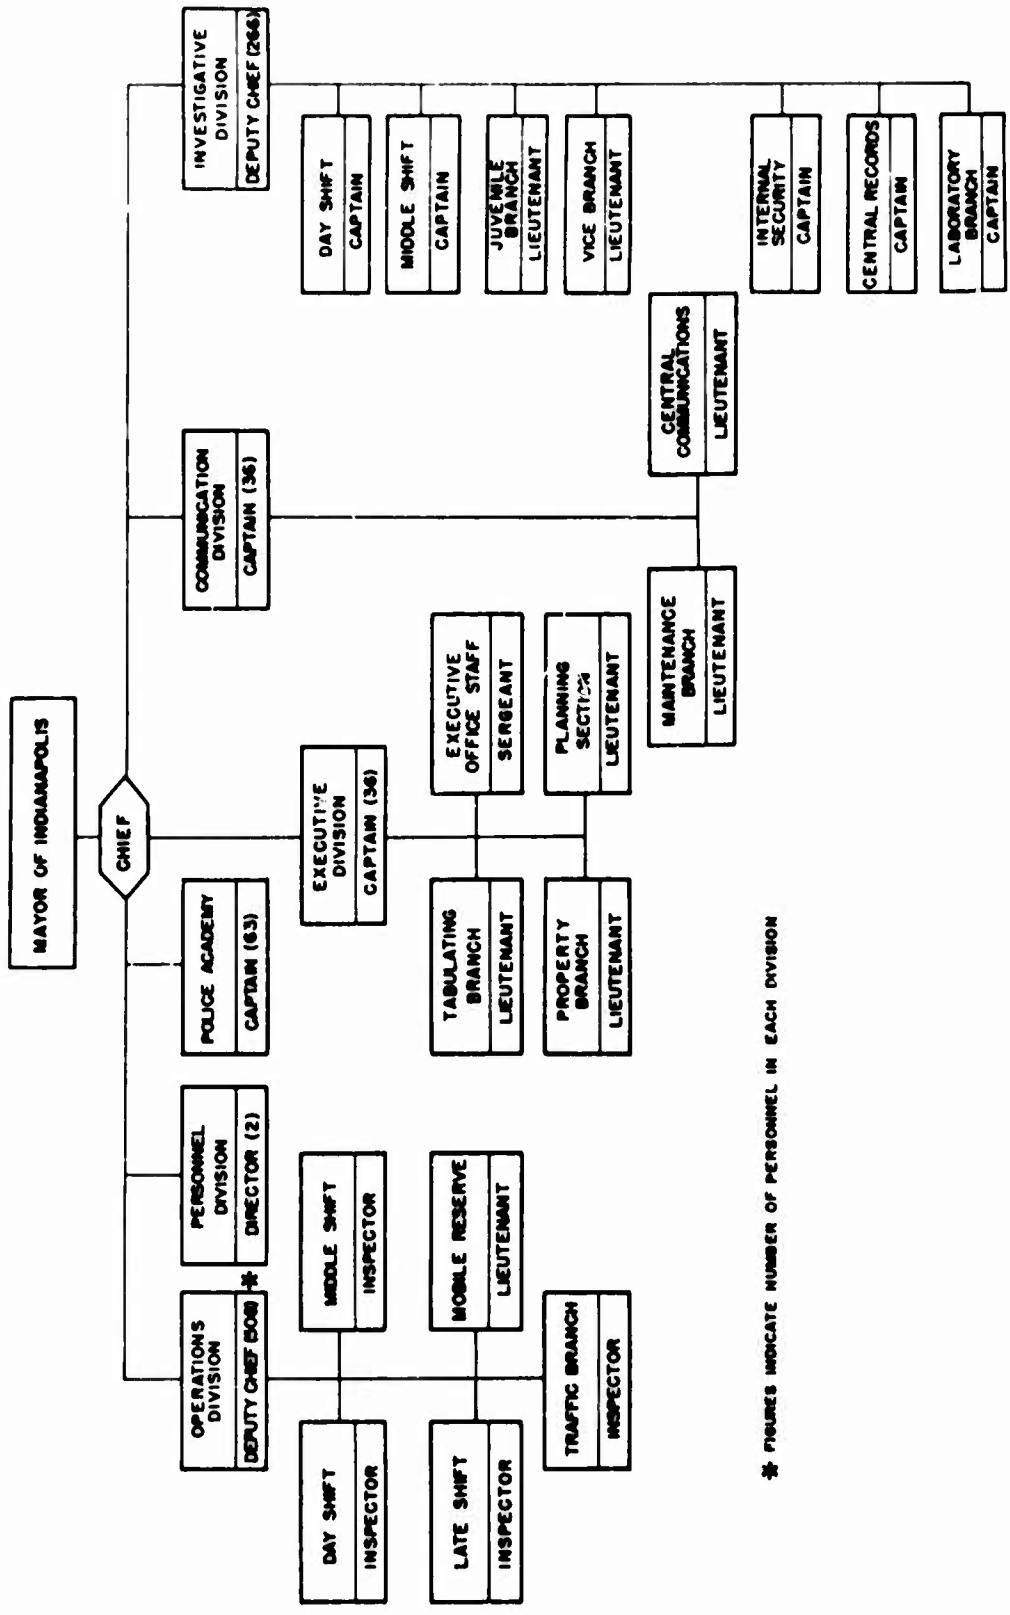 MAYOR OF INDIANAPOLIS
CHIEF
OPERATIONS
DIVISION
DEPUTY CHIEF (508) *
PERSONNEL
DIVISION
DIRECTOR (2)
POLICE ACADEMY
CAPTAIN (63)
EXECUTIVE
DIVISION
CAPTAIN (36)
COMMUNICATION
DIVISION
CAPTAIN (36)
INVESTIGATIVE
DIVISION
DEPUTY CHIEF (266)
DAY SHIFT
INSPECTOR
MIDDLE SHIFT
INSPECTOR
LATE SHIFT
INSPECTOR
MOBILE RESERVE
LIEUTENANT
TRAFFIC BRANCH
INSPECTOR
TABULATING
BRANCH
LIEUTENANT
EXECUTIVE
OFFICE STAFF
SERGEANT
PROPERTY
BRANCH
LIEUTENANT
PLANNING
SECTION
LIEUTENANT
MAINTENANCE
BRANCH
LIEUTENANT
CENTRAL
COMMUNICATIONS
LIEUTENANT
DAY SHIFT
CAPTAIN
MIDDLE SHIFT
CAPTAIN
JUVENILE
BRANCH
LIEUTENANT
VICE BRANCH
LIEUTENANT
INTERNAL
SECURITY
CAPTAIN
CENTRAL RECORDS
CAPTAIN
LABORATORY
BRANCH
CAPTAIN
* FIGURES INDICATE NUMBER OF PERSONNEL IN EACH DIVISION